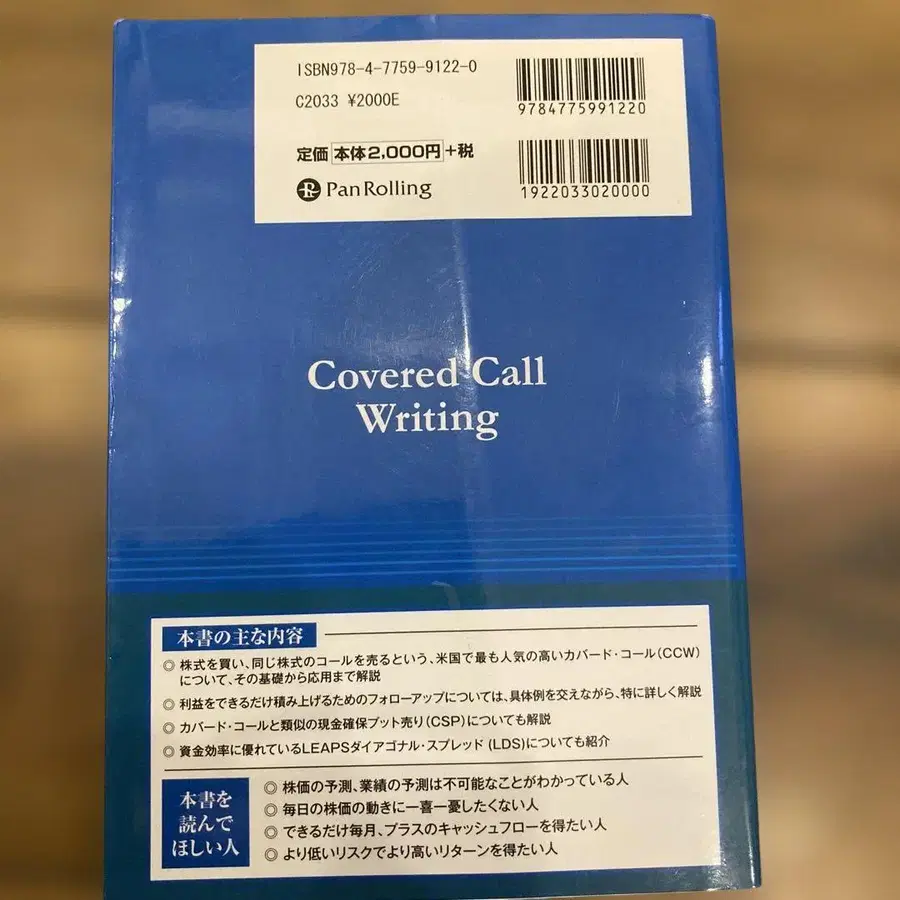 ISBN978-4-7759-9122-0
C2033 ¥2000E
9784775991220
定価 本体2,000円+税
PanRolling
1922033020000
Covered Call
Writing
本書の主な内容
◎ 株式を買い、同じ株式のコールを売るという、米国で最も人気の高いカバード・コール(CCW)
について、その基礎から応用まで解説
◎ 利益をできるだけ積み上げるためのフォローアップについては、具体例を交えながら、特に詳しく解説
◎ カバード・コールと類似の現金確保プット売り(CSP)についても解説
◎ 資金効率に優れているLEAPSダイアゴナル・スプレッド(LDS)についても紹介
本書を
読んで
ほしい人
◎ 株価の予測、業績の予測は不可能なことがわかっている人
◎ 毎日の株価の動きに一喜一憂したくない人
◎ できるだけ毎月、プラスのキャッシュフローを得たい人
◎ より低いリスクでより高いリターンを得たい人